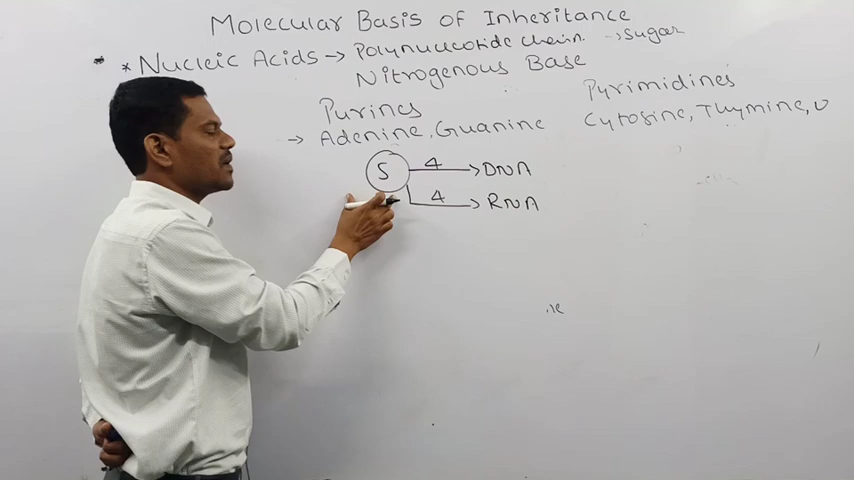 Molecular Basis of Inheritance
* Nucleic Acids → Polynucleotide chain. → Sugar
Nitrogenous Base
Purines Pyrimidines
→ Adenine, Guanine Cytosine, Thymine, U
5 4 → DNA
4 → RNA